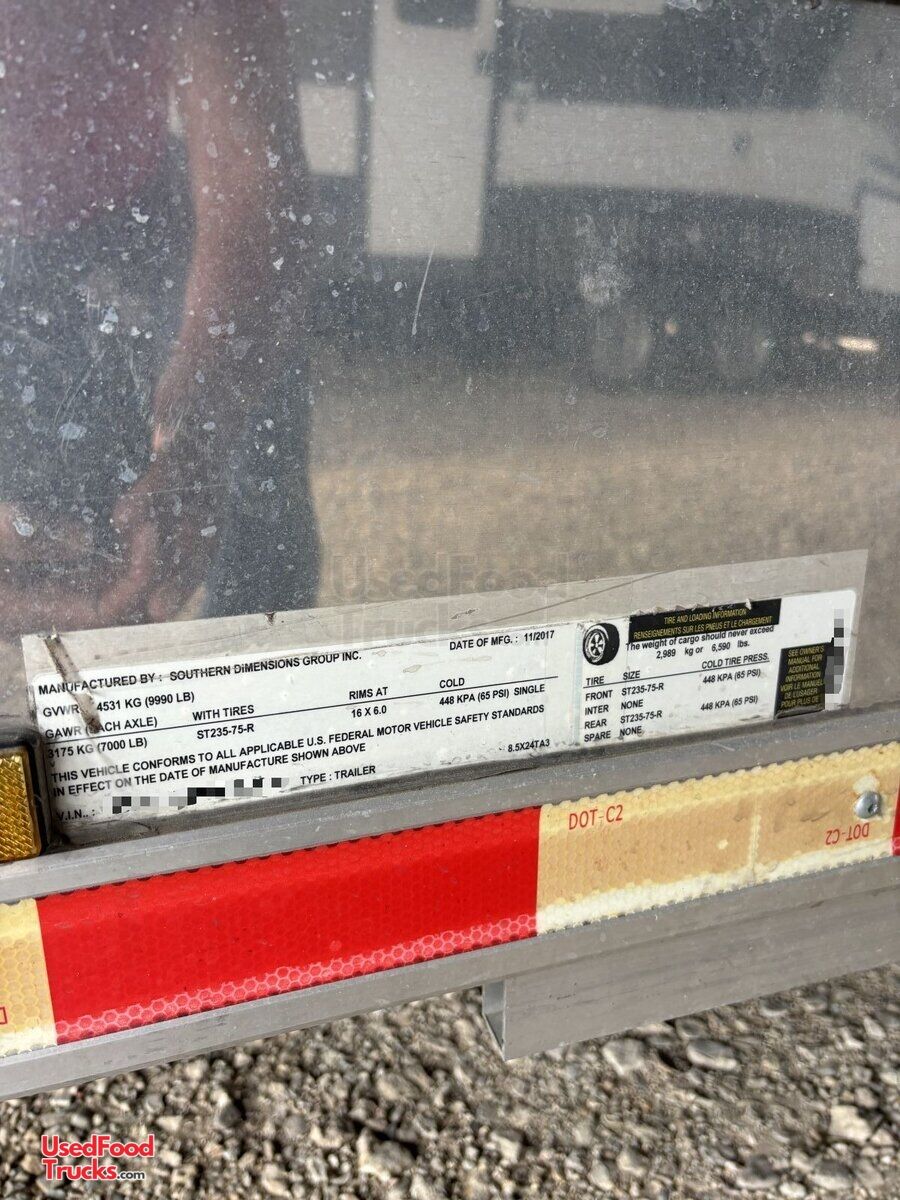 UsedFood
Trucks
MANUFACTURED BY : SOUTHERN DiMENSIONS GROUP INC. DATE OF MFG. : 11/2017
GVWR 4531 KG (9990 LB)
GAWR (EACH AXLE) WITH TIRES RIMS AT COLD
3175 KG (7000 LB) ST235-75-R 16 X 6.0 448 KPA (65 PSI) SINGLE
THIS VEHICLE CONFORMS TO ALL APPLICABLE U.S. FEDERAL MOTOR VEHICLE SAFETY STANDARDS
IN EFFECT ON THE DATE OF MANUFACTURE SHOWN ABOVE 8.5X24TA3
V.I.N.. : TYPE : TRAILER
TIRE AND LOADING INFORMATION
RENSEIGNEMENTS SUR LES PNEUS ET LE CHARGEMENT
The weight of cargo should never exceed
2,989 kg or 6,590 lbs.
TIRE SIZE COLD TIRE PRESS.
FRONT ST235-75-R 448 KPA (65 PSI)
INTER NONE
REAR ST235-75-R 448 KPA (65 PSI)
SPARE NONE
SEE OWNER'S
MANUAL FOR
ADDITIONAL
INFORMATION
VOIR LE MANUEL
DE L'USAGER
POUR PLUS DE
DOT-C2
DOT-C2
UsedFood
Trucks.com